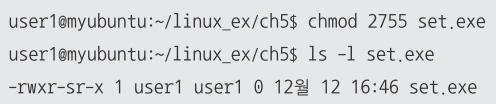 user1@myubuntu:~/linux_ex/ch5$ chmod 2755 set.exe
user1@myubuntu:~/linux_ex/ch5$ ls -l set.exe
-rwxr-sr-x 1 user1 user1 0 12월 12 16:46 set.exe